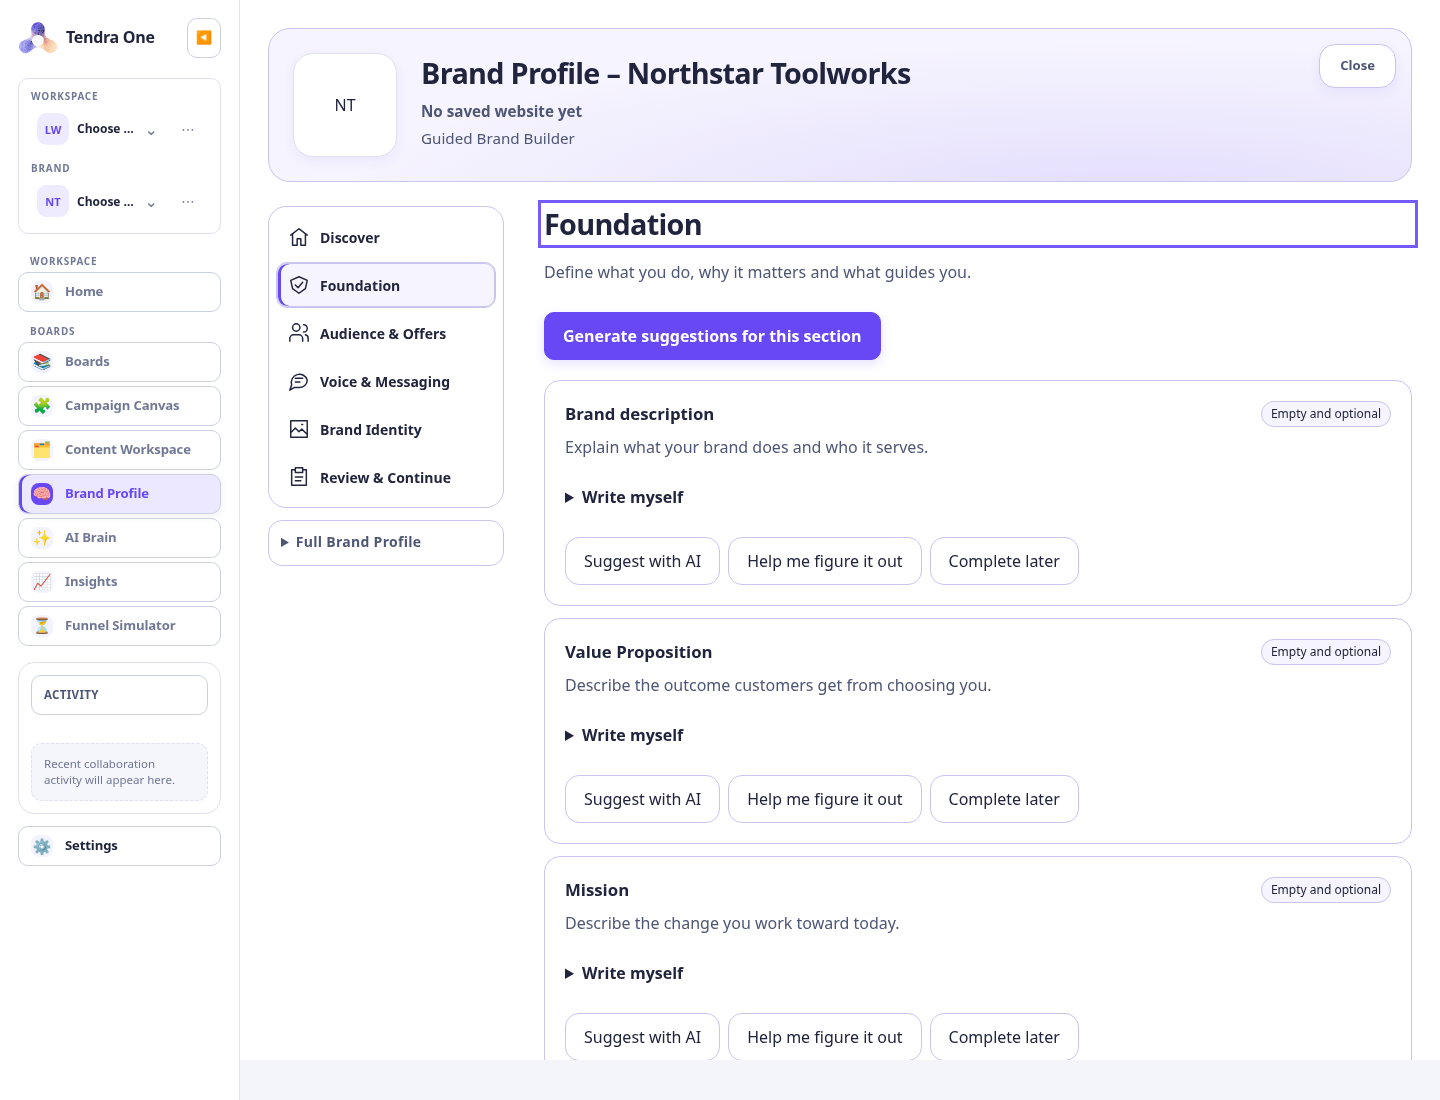 Tendra One
WORKSPACE
LW Choose ...
BRAND
NT Choose ...
WORKSPACE
Home
BOARDS
Boards
Campaign Canvas
Content Workspace
Brand Profile
AI Brain
Insights
Funnel Simulator
ACTIVITY
Recent collaboration
activity will appear here.
Settings
NT
Brand Profile – Northstar Toolworks
No saved website yet
Guided Brand Builder
Close
Discover
Foundation
Audience & Offers
Voice & Messaging
Brand Identity
Review & Continue
Full Brand Profile
Foundation
Define what you do, why it matters and what guides you.
Generate suggestions for this section
Brand description
Empty and optional
Explain what your brand does and who it serves.
Write myself
Suggest with AI
Help me figure it out
Complete later
Value Proposition
Empty and optional
Describe the outcome customers get from choosing you.
Write myself
Suggest with AI
Help me figure it out
Complete later
Mission
Empty and optional
Describe the change you work toward today.
Write myself
Suggest with AI
Help me figure it out
Complete later